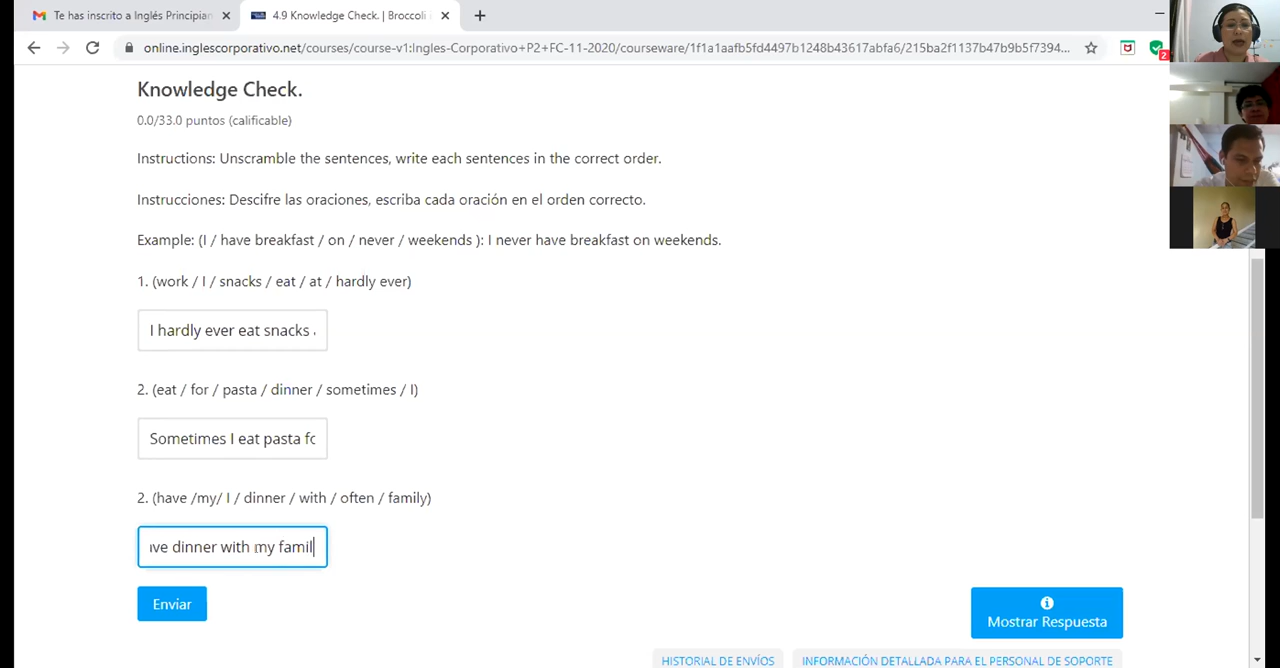 Te has inscrito a Inglés Principian
4.9 Knowledge Check. | Broccoli
online.inglescorporativo.net/courses/course-v1:Ingles-Corporativo+P2+FC-11-2020/courseware/1f1a1aafb5fd4497b1248b43617abfa6/215ba2f1137b47b9b5f7394...
2
Knowledge Check.
0.0/33.0 puntos (calificable)
Instructions: Unscramble the sentences, write each sentences in the correct order.
Instrucciones: Descifre las oraciones, escriba cada oración en el orden correcto.
Example: (I / have breakfast / on / never / weekends ): I never have breakfast on weekends.
1. (work / I / snacks / eat / at / hardly ever)
I hardly ever eat snacks
2. (eat / for / pasta / dinner / sometimes / I)
Sometimes I eat pasta fo
2. (have /my/ I / dinner / with / often / family)
ve dinner with my famil
Enviar
Mostrar Respuesta
HISTORIAL DE ENVÍOS
INFORMACIÓN DETALLADA PARA EL PERSONAL DE SOPORTE